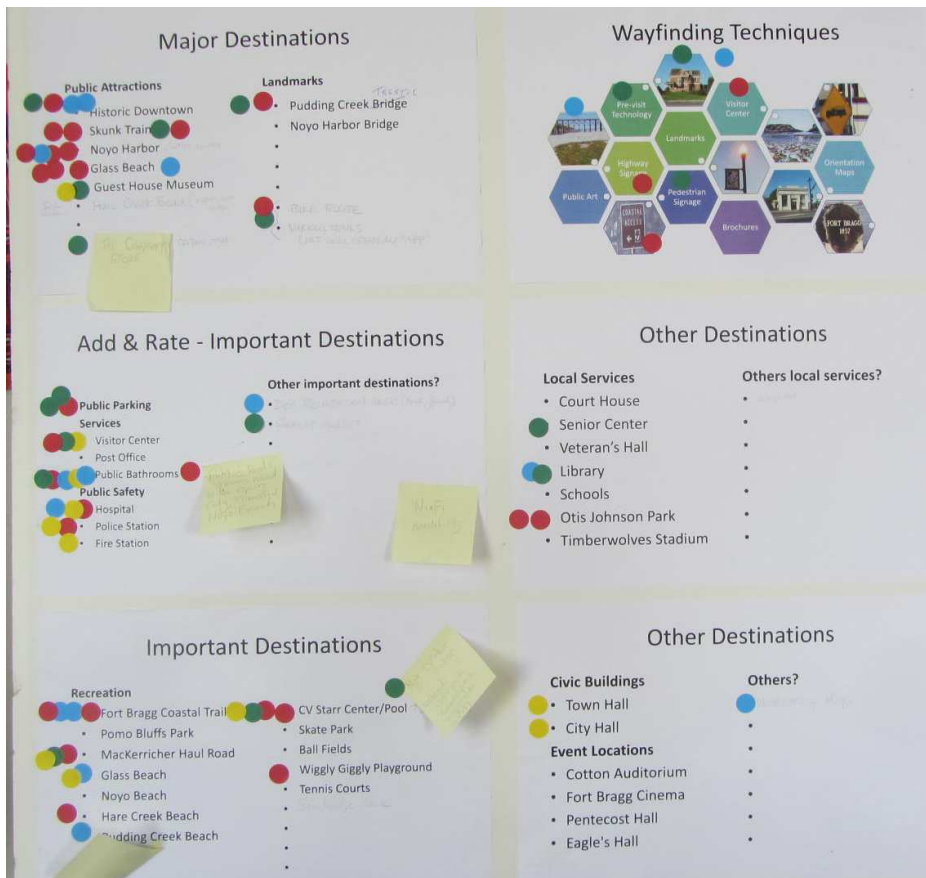 Major Destinations
Public Attractions
Historic Downtown
Skunk Train
Noyo Harbor
Glass Beach
Guest House Museum
Landmarks
Pudding Creek Bridge
Noyo Harbor Bridge
Wayfinding Techniques
Pre-visit
Technology
Visitor
Center
Landmarks
Highway
Signage
Orientation
Maps
Public Art
Pedestrian
Signage
Brochures
COASTAL
ACCESS
FORT BRAGG
1857
Add & Rate - Important Destinations
Public Parking
Services
Visitor Center
Post Office
Public Bathrooms
Public Safety
Hospital
Police Station
Fire Station
Other important destinations?
Other Destinations
Local Services
Court House
Senior Center
Veteran's Hall
Library
Schools
Otis Johnson Park
Timberwolves Stadium
Others local services?
Important Destinations
Recreation
Fort Bragg Coastal Trail
Pomo Bluffs Park
MacKerricher Haul Road
Glass Beach
Noyo Beach
Hare Creek Beach
Pudding Creek Beach
CV Starr Center/Pool
Skate Park
Ball Fields
Wiggly Giggly Playground
Tennis Courts
Other Destinations
Civic Buildings
Town Hall
City Hall
Event Locations
Cotton Auditorium
Fort Bragg Cinema
Pentecost Hall
Eagle's Hall
Others?